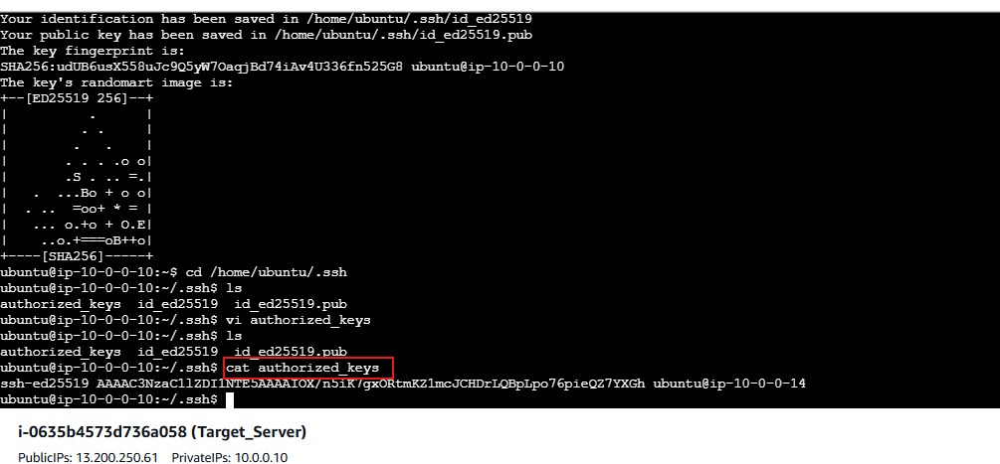 Your identification has been saved in /home/ubuntu/.ssh/id_ed25519
Your public key has been saved in /home/ubuntu/.ssh/id_ed25519.pub
The key fingerprint is:
SHA256:udUB6usX558uJc9Q5yW7OaqjBd74iAv4U336fn525G8 ubuntu@ip-10-0-0-10
The key's randomart image is:
+--[ED25519 256]--+
|          .      |
|         . .     |
|        .   .    |
|       . . . .o o|
|       .S . .. =.|
|   .  ...Bo + o o|
|  . ..  =oo+ * = |
|   ... o.+o + O.E|
|    ..o.+===oB++o|
+----[SHA256]-----+
ubuntu@ip-10-0-0-10:~$ cd /home/ubuntu/.ssh
ubuntu@ip-10-0-0-10:~/.ssh$ ls
authorized_keys  id_ed25519  id_ed25519.pub
ubuntu@ip-10-0-0-10:~/.ssh$ vi authorized_keys
ubuntu@ip-10-0-0-10:~/.ssh$ ls
authorized_keys  id_ed25519  id_ed25519.pub
ubuntu@ip-10-0-0-10:~/.ssh$ cat authorized_keys
ssh-ed25519 AAAAC3NzaC1lZDI1NTE5AAAAIOX/n5iK/gxORtmKZ1mcJCHDrLQBpLpo76pieQZ7YXGh ubuntu@ip-10-0-0-14
ubuntu@ip-10-0-0-10:~/.ssh$
i-0635b4573d736a058 (Target_Server)
PublicIPs: 13.200.250.61    PrivateIPs: 10.0.0.10